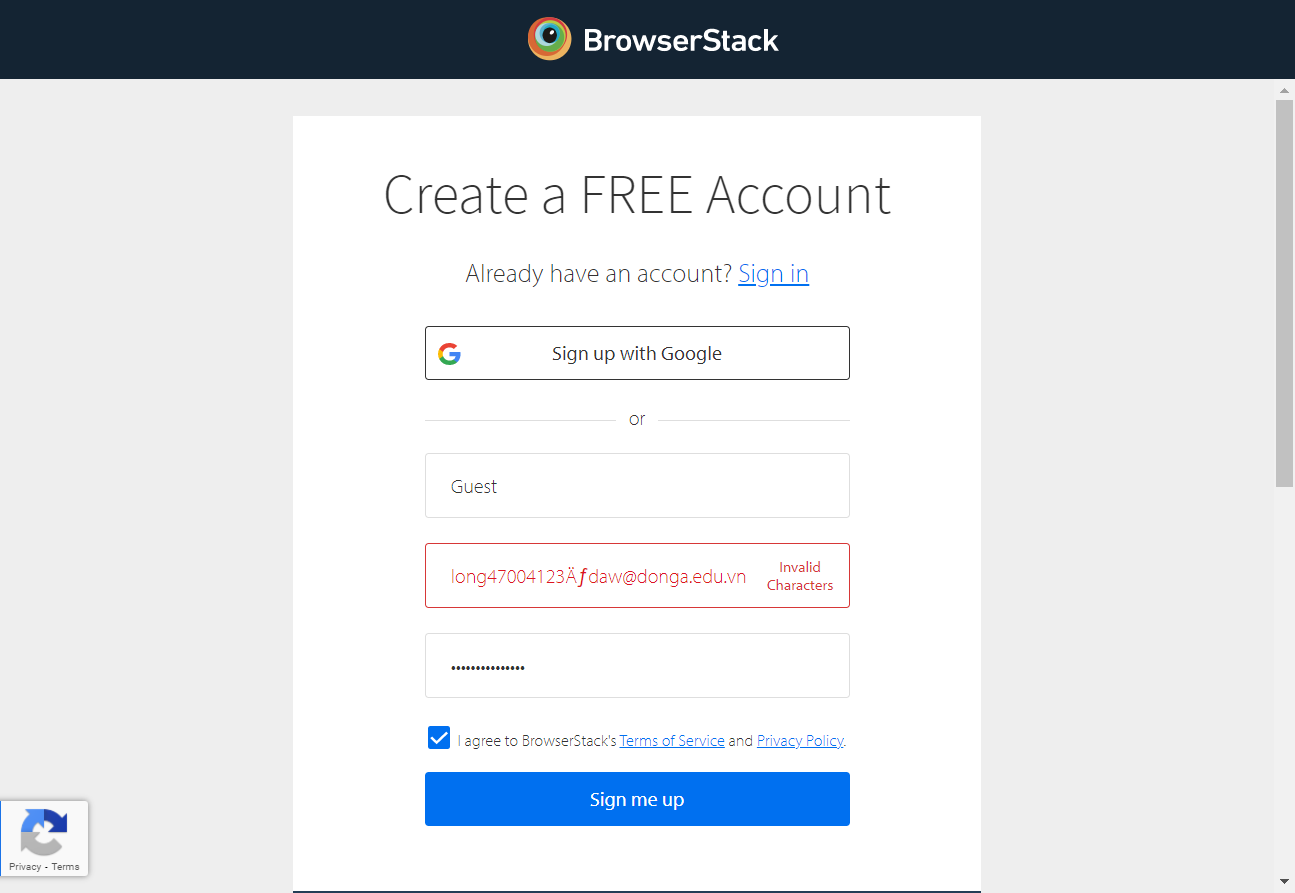 BrowserStack
Create a FREE Account
Already have an account? Sign in
Sign up with Google
or
Guest
long47004123Äƒdaw@donga.edu.vn
Invalid
Characters
•••••••••••••••
I agree to BrowserStack's Terms of Service and Privacy Policy.
Sign me up
Privacy - Terms